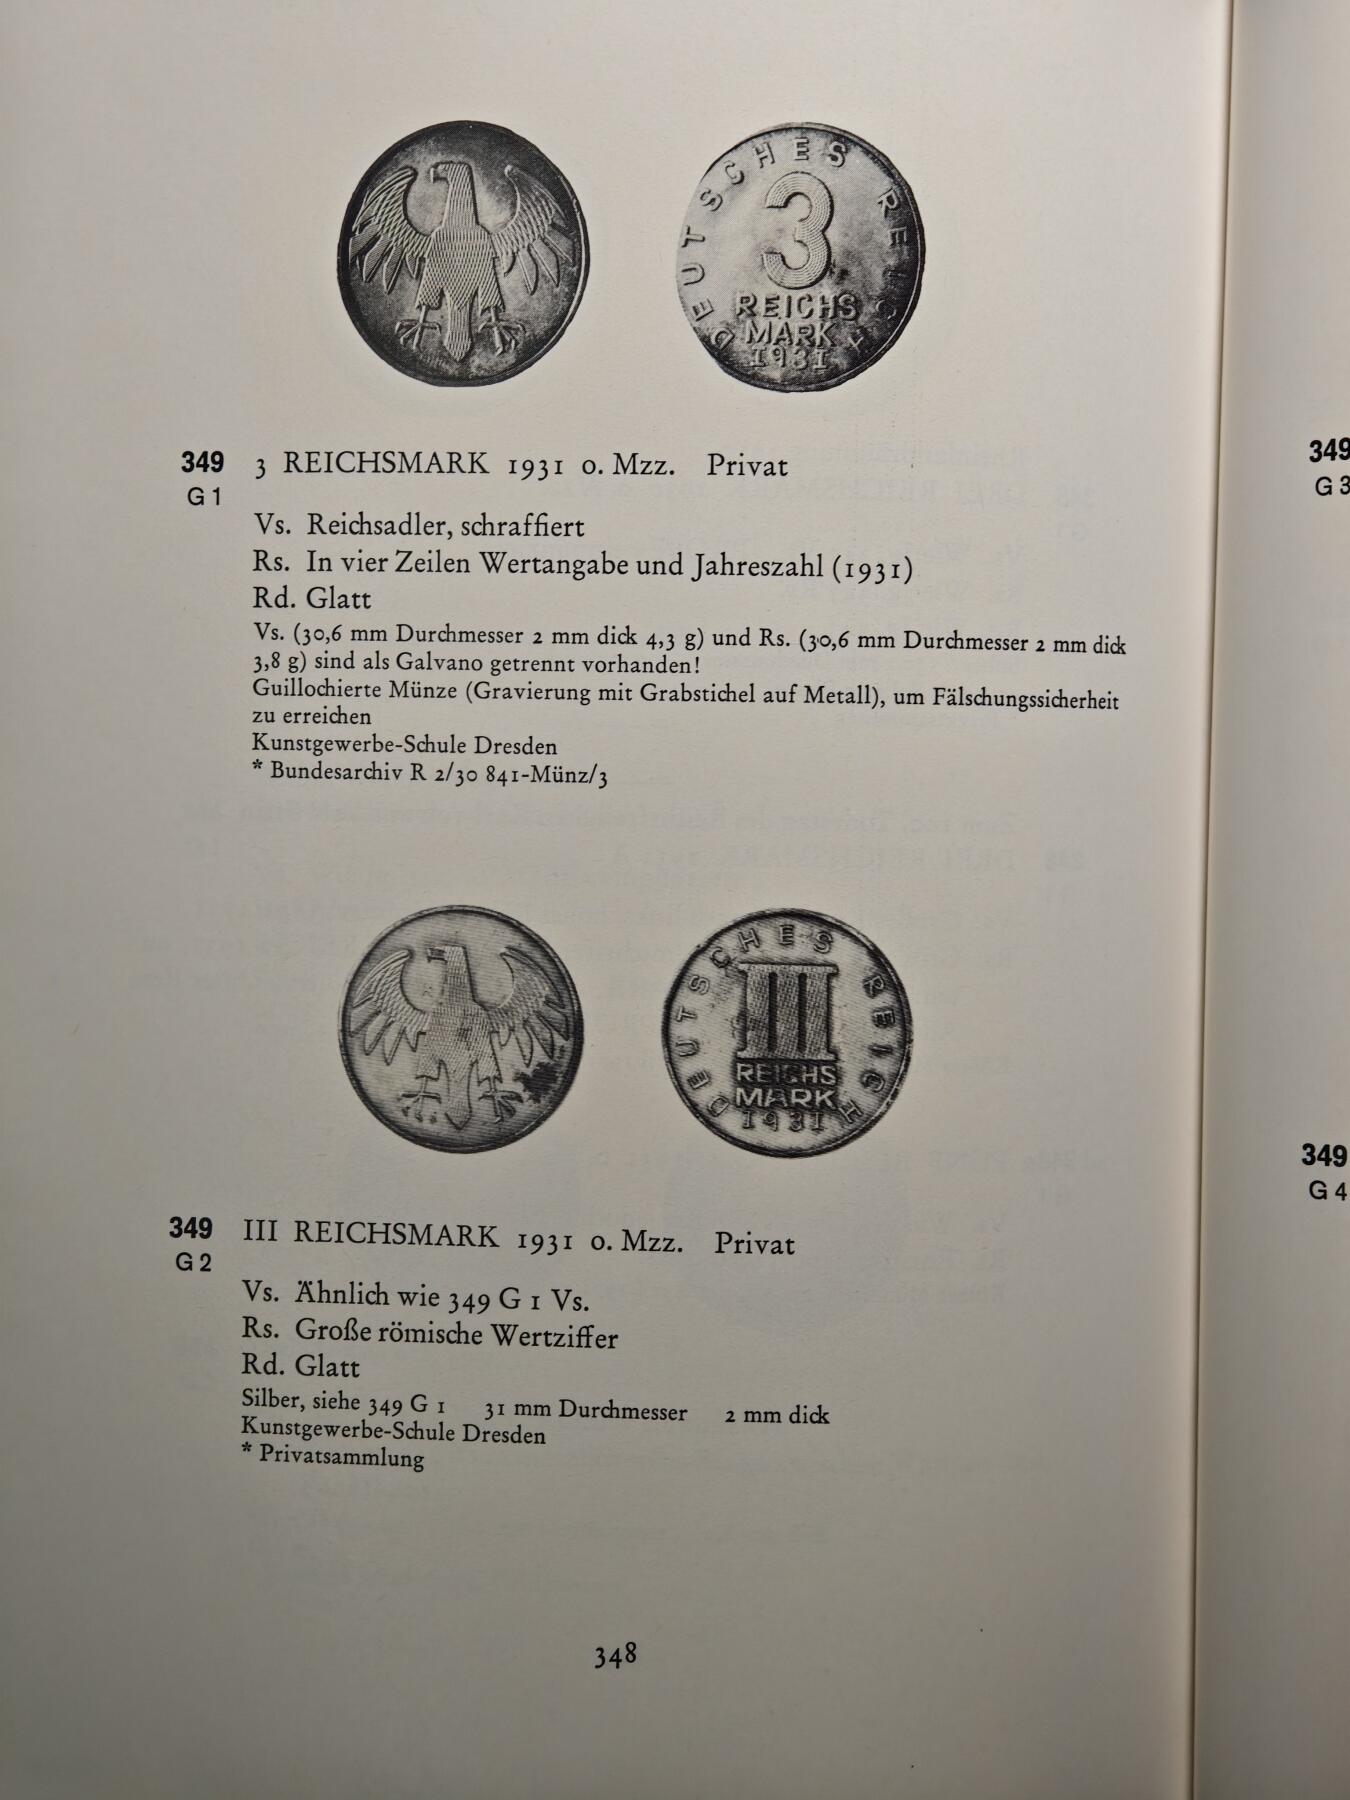 DEUTSCHES REICH
3
REICHS
MARK
1931
349 3 REICHSMARK 1931 o. Mzz. Privat
G 1
Vs. Reichsadler, schraffiert
Rs. In vier Zeilen Wertangabe und Jahreszahl (1931)
Rd. Glatt
Vs. (30,6 mm Durchmesser 2 mm dick 4,3 g) und Rs. (30,6 mm Durchmesser 2 mm dick
3,8 g) sind als Galvano getrennt vorhanden!
Guillochierte Münze (Gravierung mit Grabstichel auf Metall), um Fälschungssicherheit
zu erreichen
Kunstgewerbe-Schule Dresden
* Bundesarchiv R 2/30 841-Münz/3
DEUTSCHES REICH
III
REICHS
MARK
1931
349 III REICHSMARK 1931 o. Mzz. Privat
G 2
Vs. Ähnlich wie 349 G 1 Vs.
Rs. Große römische Wertziffer
Rd. Glatt
Silber, siehe 349 G 1 31 mm Durchmesser 2 mm dick
Kunstgewerbe-Schule Dresden
* Privatsammlung
348
349
G 3
349
G 4